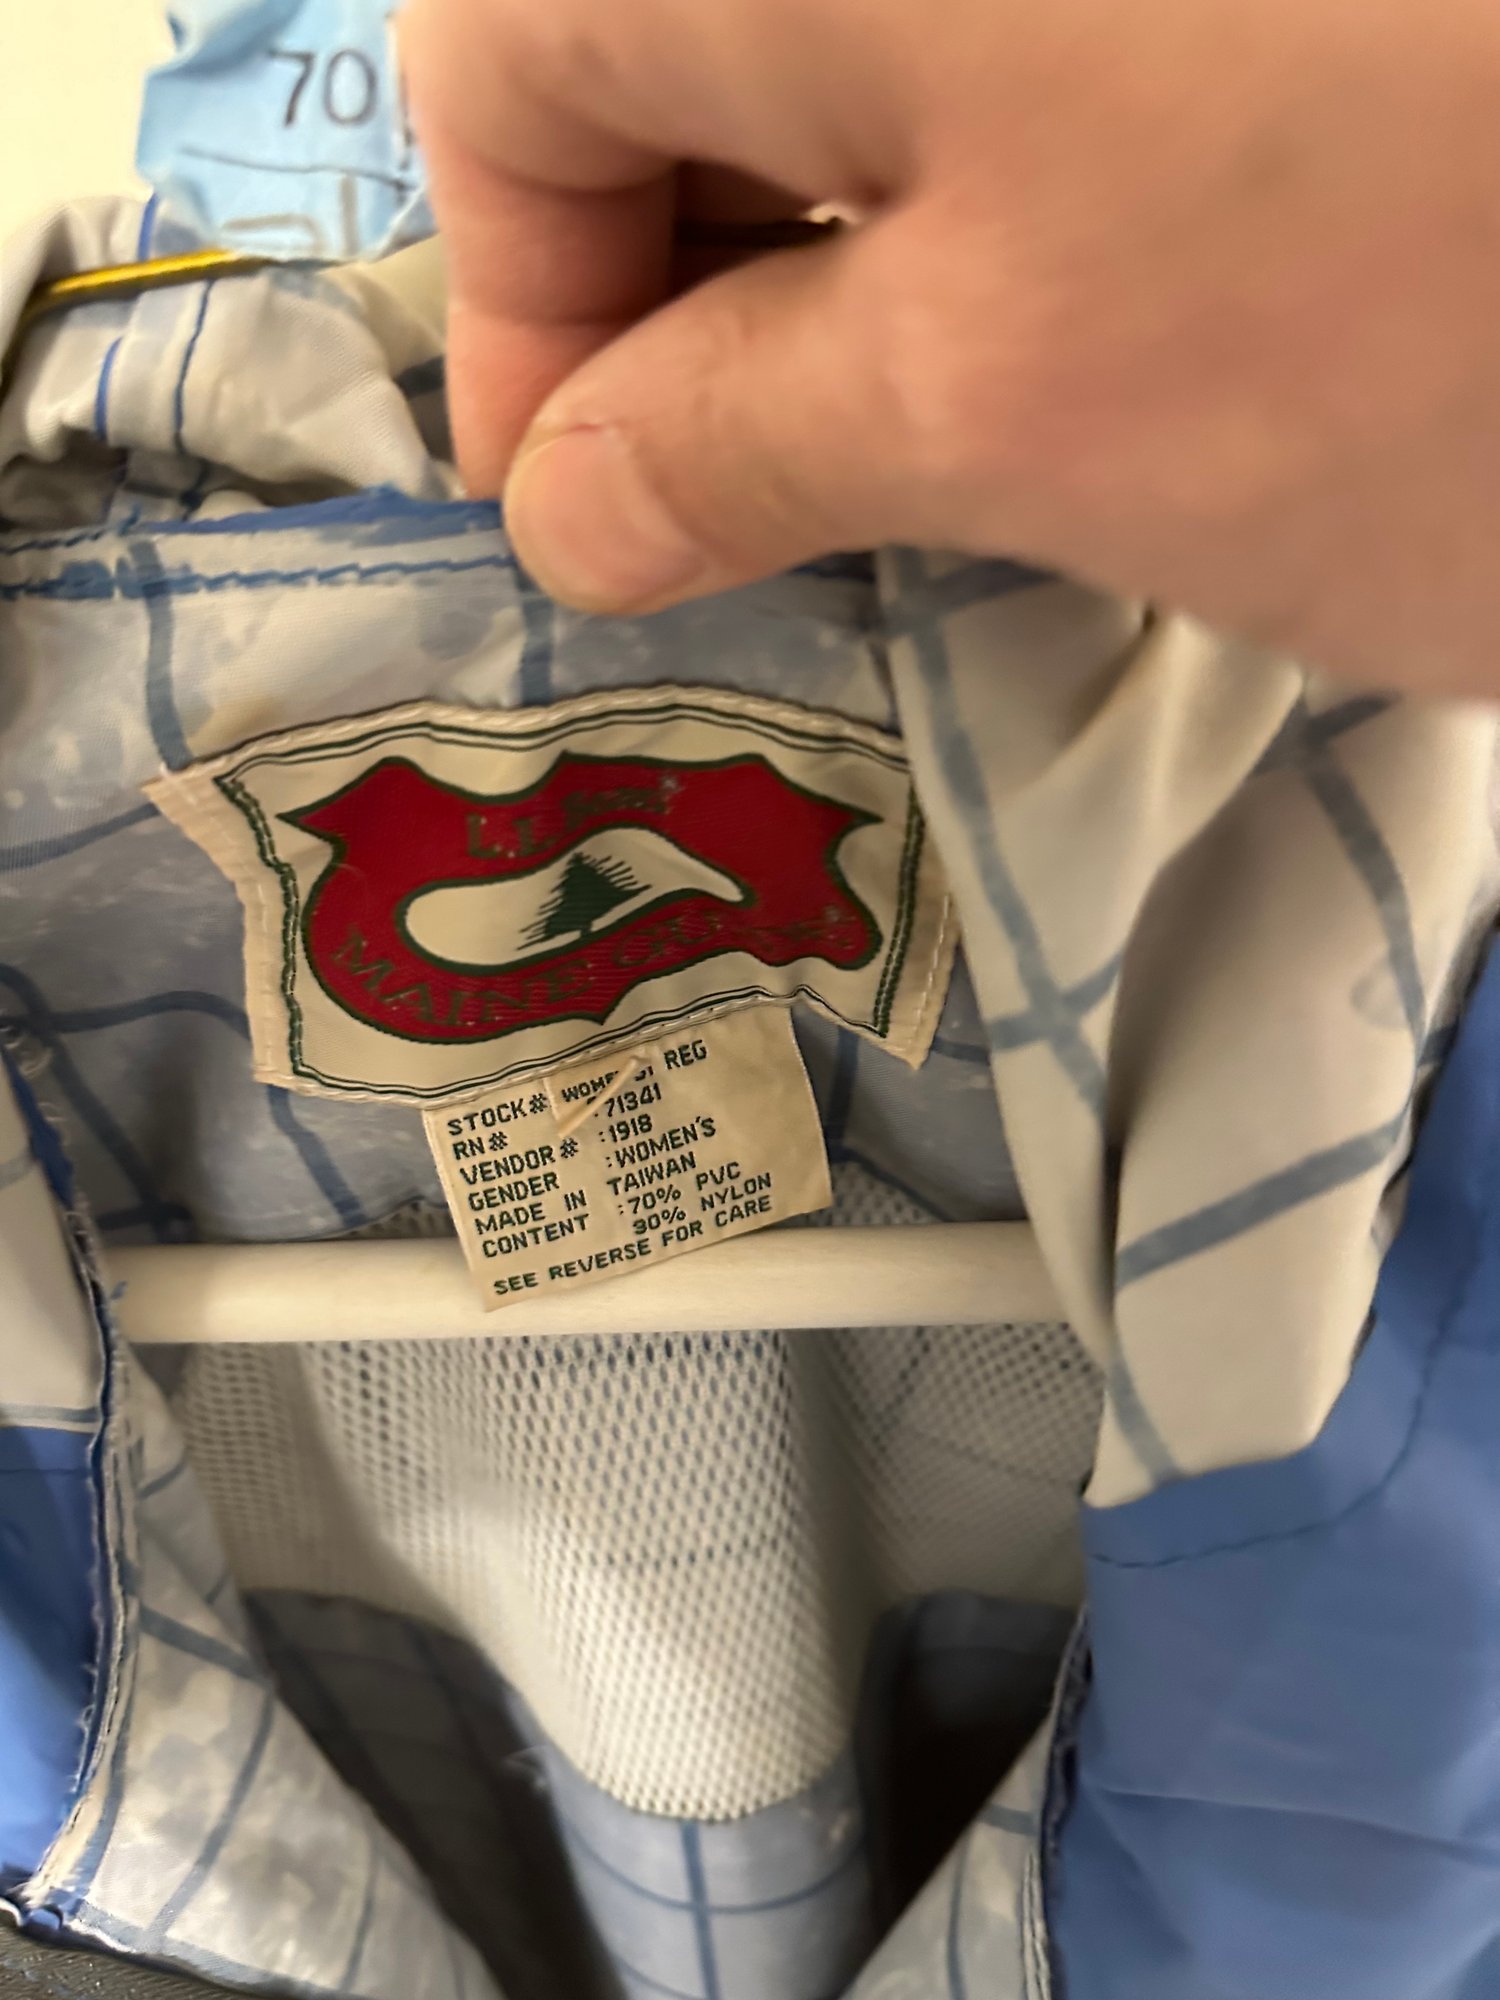 70
L.L.Bean
MAINE
WOMEN'S REG
STOCK#
RN# :71341
VENDOR# :1918
GENDER :WOMEN'S
MADE IN TAIWAN
CONTENT :70% PVC
30% NYLON
SEE REVERSE FOR CARE